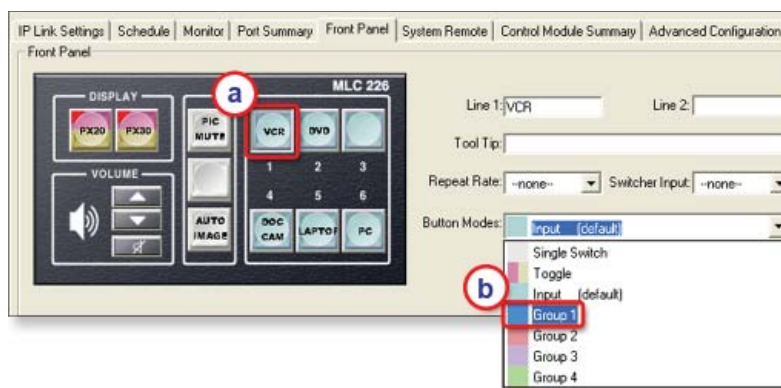 IP Link Settings Schedule Monitor Port Summary Front Panel System Remote Control Module Summary Advanced Configuration
Front Panel
MLC 226
a
DISPLAY
PX20 PX30
PIC MUTE
VCR DVD
1 2 3
VOLUME
4 5 6
AUTO IMAGE
DOC CAM LAPTOP PC
Line 1: VCR Line 2:
Tool Tip:
Repeat Rate: --none-- Switcher Input: --none--
Button Modes: Input (default)
Single Switch
Toggle
b
Input (default)
Group 1
Group 2
Group 3
Group 4